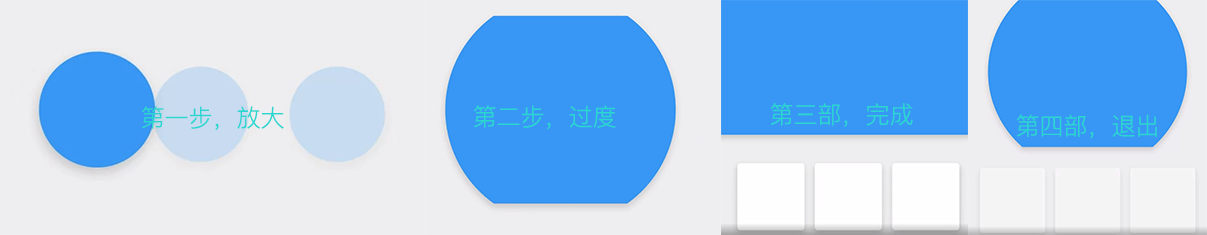 第一步，放大
第二步，过度
第三部，完成
第四部，退出